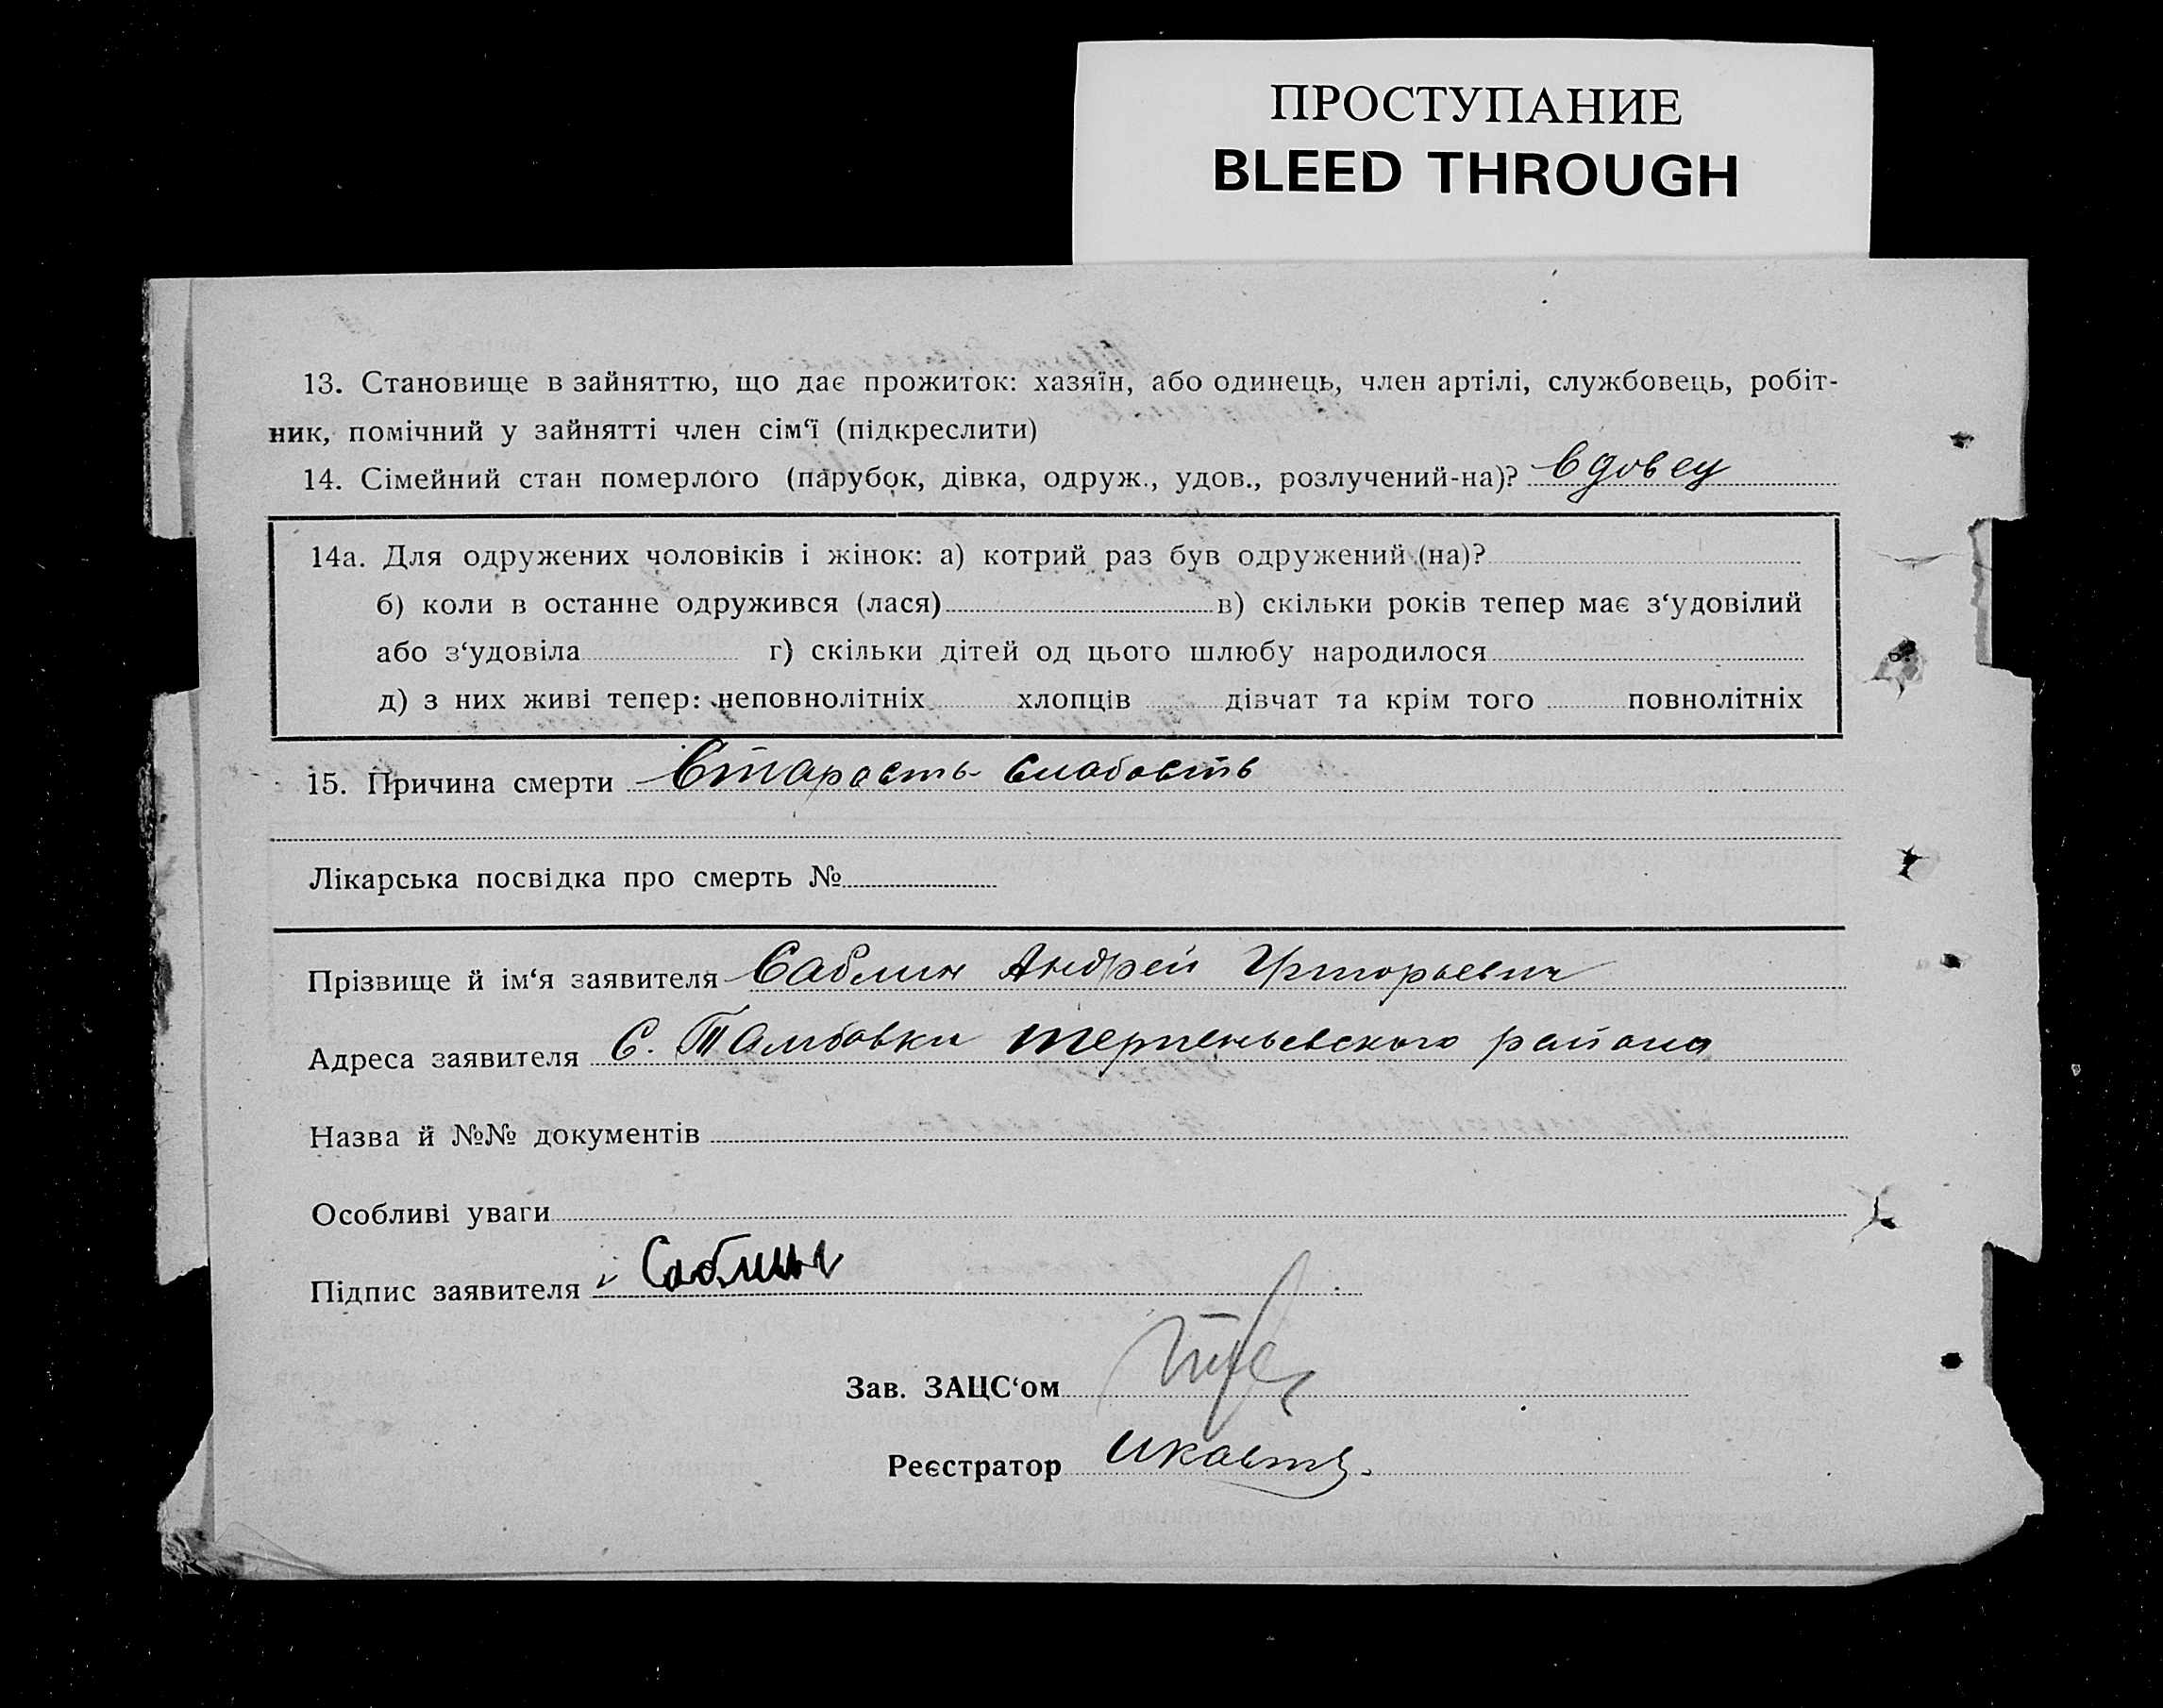 ПРОСТУПАНИЕ
BLEED THROUGH
13. Становище в зайняттю, що дає прожиток: хазяїн, або одинець, член артілі, службовець, робіт-
ник, помічний у зайнятті член сім‘ї (підкреслити)
14. Сімейний стан померлого (парубок, дівка, одруж., удов., розлучений-на)? вдовец
14а. Для одружених чоловіків і жінок: а) котрий раз був одружений (на)?
б) коли в останне одружився (лася) в) скільки років тепер має з‘удовілий
або з‘удовіла г) скільки дітей од цього шлюбу народилося
д) з них живі тепер: неповнолітніх хлопців дівчат та крім того повнолітніх
15. Причина смерти Старость слабость
Лікарська посвідка про смерть №
Прізвище й ім‘я заявителя Саблин Андрей Григорьевич
Адреса заявителя С. Тамбовки Терпеньевского района
Назва й №№ документів
Особливі уваги
Підпис заявителя Саблин
Зав. ЗАЦС‘ом
Реєстратор